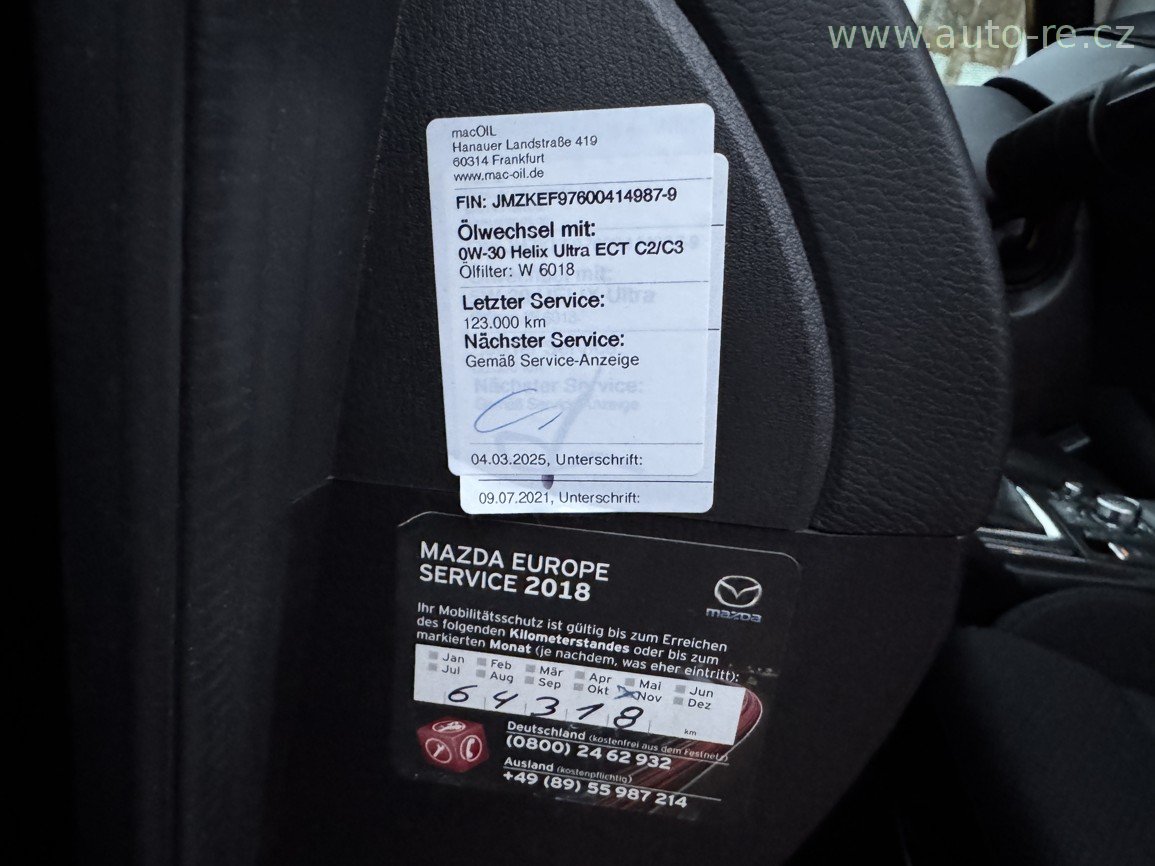 www.auto-re.cz
macOIL
Hanauer Landstraße 419
60314 Frankfurt
www.mac-oil.de
FIN: JMZKEF97600414987-9
Ölwechsel mit:
0W-30 Helix Ultra ECT C2/C3
Ölfilter: W 6018
Letzter Service:
123.000 km
Nächster Service:
Gemäß Service-Anzeige
04.03.2025, Unterschrift:
09.07.2021, Unterschrift:
MAZDA EUROPE
SERVICE 2018
mazda
Ihr Mobilitätsschutz ist gültig bis zum Erreichen
des folgenden Kilometerstandes oder bis zum
markierten Monat (je nachdem, was eher eintritt):
Jan Feb Mär Apr Mai Jun
Jul Aug Sep Okt Nov Dez
64318 km
Deutschland (kostenfrei aus dem Festnetz)
(0800) 24 62 932
Ausland (kostenpflichtig)
+49 (89) 55 987 214